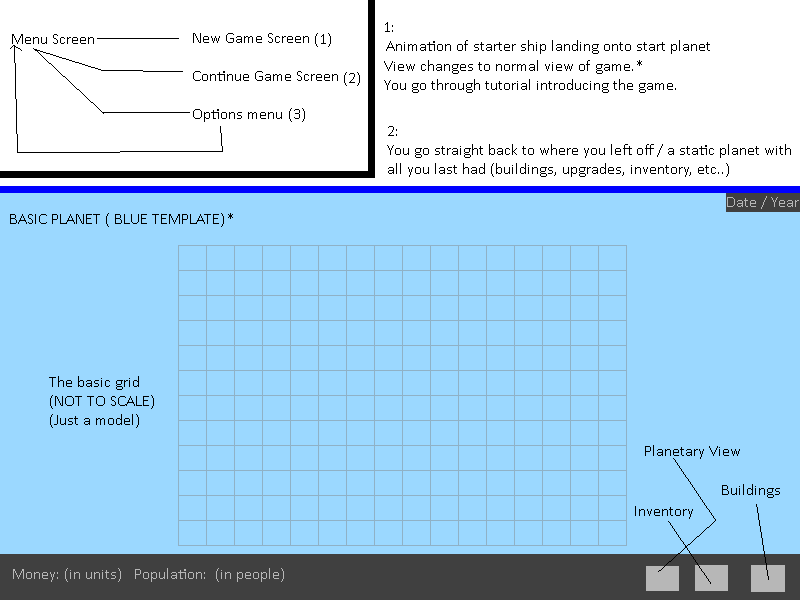 Menu Screen
New Game Screen (1)
Continue Game Screen (2)
Options menu (3)
1:
Animation of starter ship landing onto start planet
View changes to normal view of game.*
You go through tutorial introducing the game.
2:
You go straight back to where you left off / a static planet with
all you last had (buildings, upgrades, inventory, etc..)
Date / Year
BASIC PLANET ( BLUE TEMPLATE)*
The basic grid
(NOT TO SCALE)
(Just a model)
Planetary View
Buildings
Inventory
Money: (in units) Population: (in people)